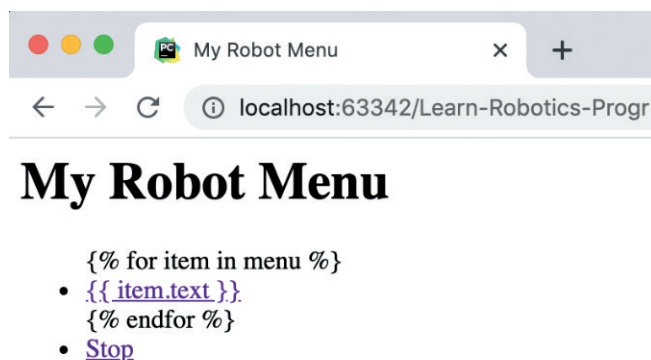 PC My Robot Menu
localhost:63342/Learn-Robotics-Progr
My Robot Menu
{% for item in menu %}
{{ item.text }}
{% endfor %}
Stop